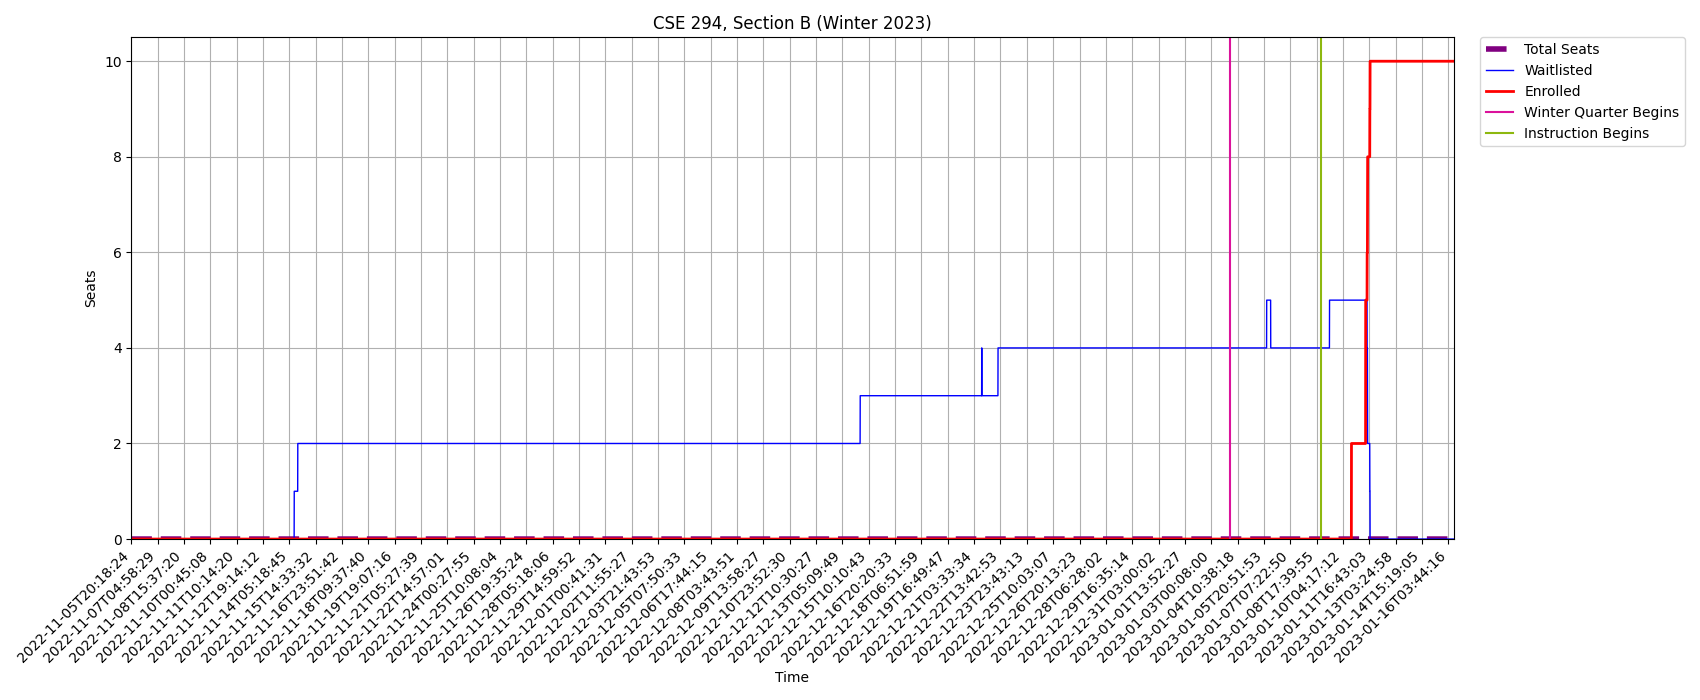 CSE 294, Section B (Winter 2023)
Total Seats
Waitlisted
Enrolled
Winter Quarter Begins
Instruction Begins
Seats
10
8
6
4
2
0
2022-11-05T20:18:24
2022-11-07T04:58:29
2022-11-08T15:37:20
2022-11-10T00:45:08
2022-11-11T10:14:20
2022-11-12T19:14:12
2022-11-14T05:18:45
2022-11-15T14:33:32
2022-11-16T23:51:42
2022-11-18T09:37:40
2022-11-19T19:07:16
2022-11-21T05:27:39
2022-11-22T14:57:01
2022-11-24T00:27:55
2022-11-25T10:08:04
2022-11-26T19:35:24
2022-11-28T05:18:06
2022-11-29T14:59:52
2022-12-01T00:41:31
2022-12-02T11:55:27
2022-12-03T21:43:53
2022-12-05T07:50:33
2022-12-06T17:44:15
2022-12-08T03:43:51
2022-12-09T13:58:27
2022-12-10T23:52:30
2022-12-12T10:30:27
2022-12-13T05:09:49
2022-12-15T10:10:43
2022-12-16T20:20:33
2022-12-18T06:51:59
2022-12-19T16:49:47
2022-12-21T03:33:34
2022-12-22T13:42:53
2022-12-23T23:43:13
2022-12-25T10:03:07
2022-12-26T20:13:23
2022-12-28T06:28:02
2022-12-29T16:35:14
2022-12-31T03:00:02
2023-01-01T13:52:27
2023-01-03T00:08:00
2023-01-04T10:38:18
2023-01-05T20:51:53
2023-01-07T07:22:50
2023-01-08T17:39:55
2023-01-10T04:17:12
2023-01-11T16:43:03
2023-01-13T03:24:58
2023-01-14T15:19:05
2023-01-16T03:44:16
Time